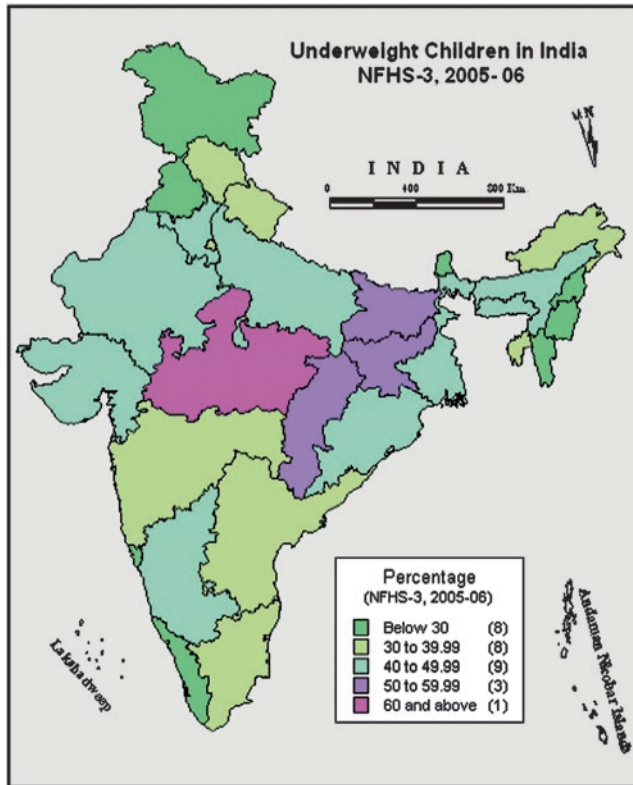 Underweight Children in India
NFHS-3, 2005-06
M N
I N D I A
0 400 800 Km.
Percentage
(NFHS-3, 2005-06)
Below 30 (8)
30 to 39.99 (8)
40 to 49.99 (9)
50 to 59.99 (3)
60 and above (1)
Lakshadweep
Andaman Nicobar Islands